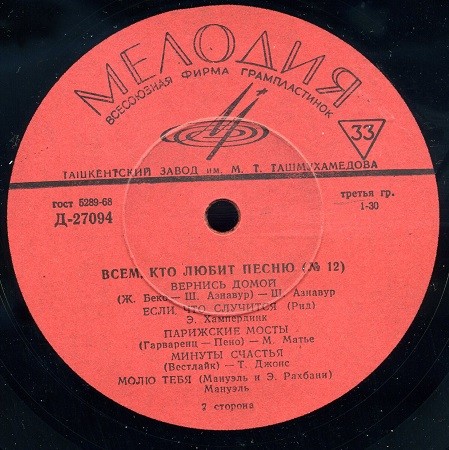 МЕЛОДИЯ
ВСЕСОЮЗНАЯ ФИРМА ГРАМПЛАСТИНОК
33
ТАШКЕНТСКИЙ ЗАВОД им. М. Т. ТАШМУХАМЕДОВА
гост 5289-68
третья гр.
Д-27094
1-30
ВСЕМ, КТО ЛЮБИТ ПЕСНЮ (№ 12)
ВЕРНИСЬ ДОМОЙ
(Ж. Беко — Ш. Азнавур) — Ш. Азнавур
ЕСЛИ ЧТО СЛУЧИТСЯ (Рид)
Э. Хампердинк
ПАРИЖСКИЕ МОСТЫ
(Гарваренц — Пено) — М. Матье
МИНУТЫ СЧАСТЬЯ
(Вестлайк) — Т. Джонс
МОЛЮ ТЕБЯ (Мануэль и Э. Рахбани)
Мануэль
2 сторона